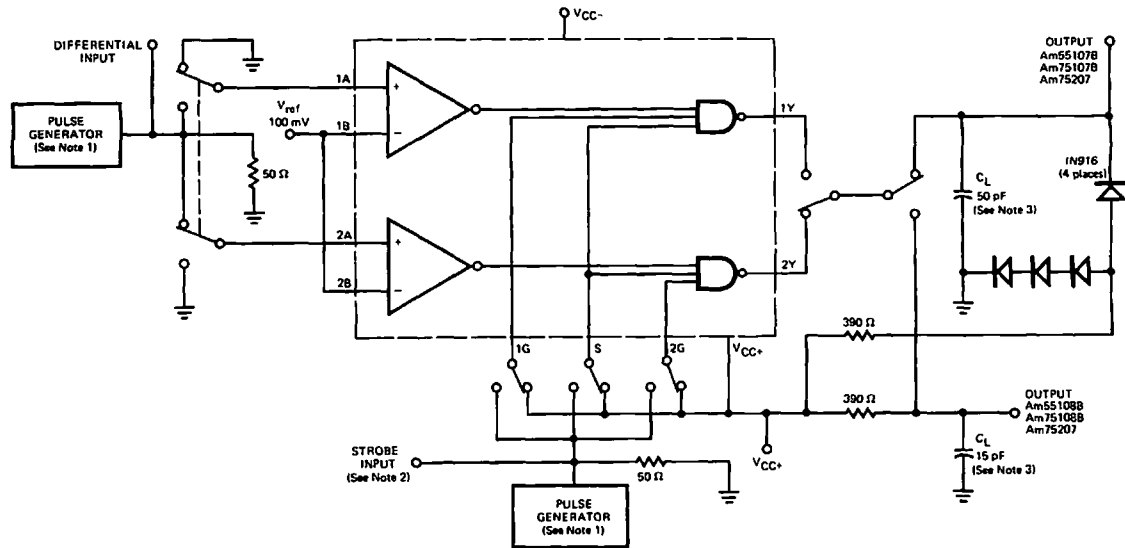 VCC-
DIFFERENTIAL
INPUT
OUTPUT
Am55107B
Am75107B
Am75207
PULSE
GENERATOR
(See Note 1)
Vref
100 mV
1A
1B
+
−
1Y
50 Ω
IN916
(4 places)
CL
50 pF
(See Note 3)
2A
2B
+
−
2Y
390 Ω
1G
S
2G
VCC+
390 Ω
OUTPUT
Am55108B
Am75108B
Am75207
STROBE
INPUT
(See Note 2)
50 Ω
VCC+
CL
15 pF
(See Note 3)
PULSE
GENERATOR
(See Note 1)